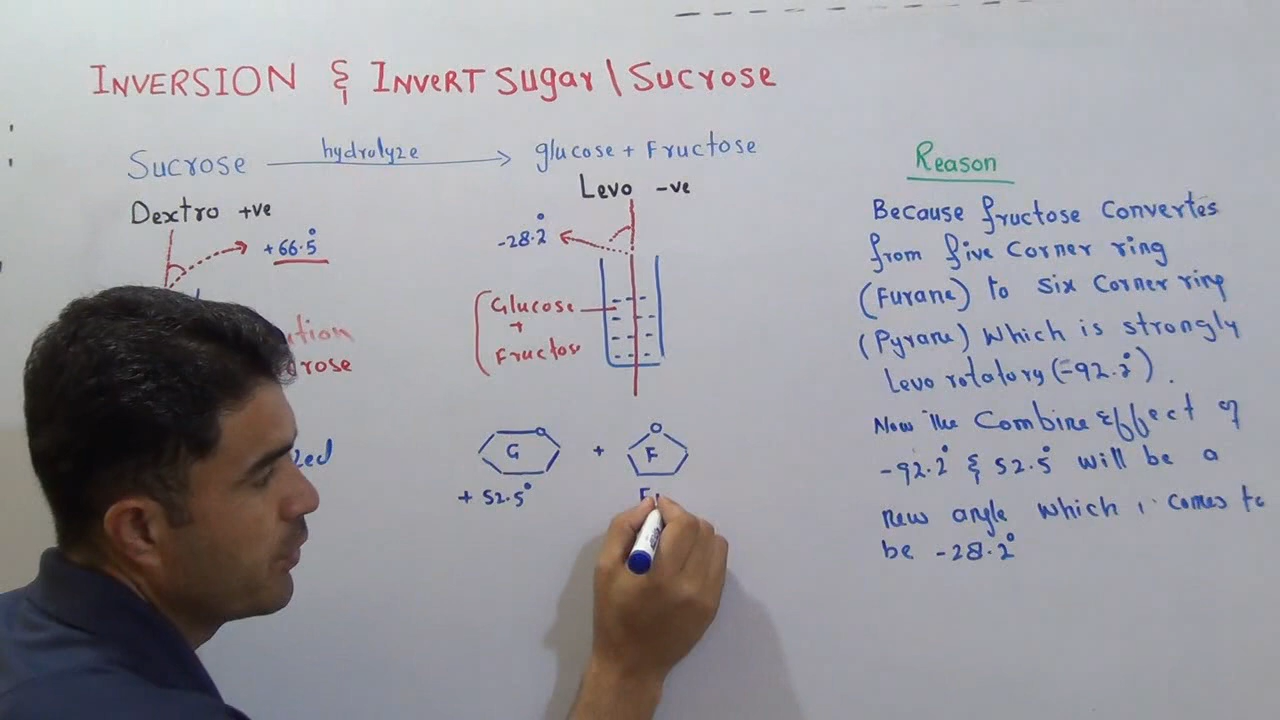 INVERSION & INVERT Sugar\Sucrose
Sucrose hydrolyze glucose + Fructose
Dextro +ve
+66.5°
Levo -ve
-28.2°
Glucose
+
Fructose
G + F
+ 52.5°
Reason
Because fructose Convertes
from five Corner ring
(Furane) to six Corner ring
(Pyrane) Which is strongly
Levo rotatory (-92.2°).
Now the Combine Effect of
-92.2° & 52.5° will be a
new angle which comes to
be -28.2°